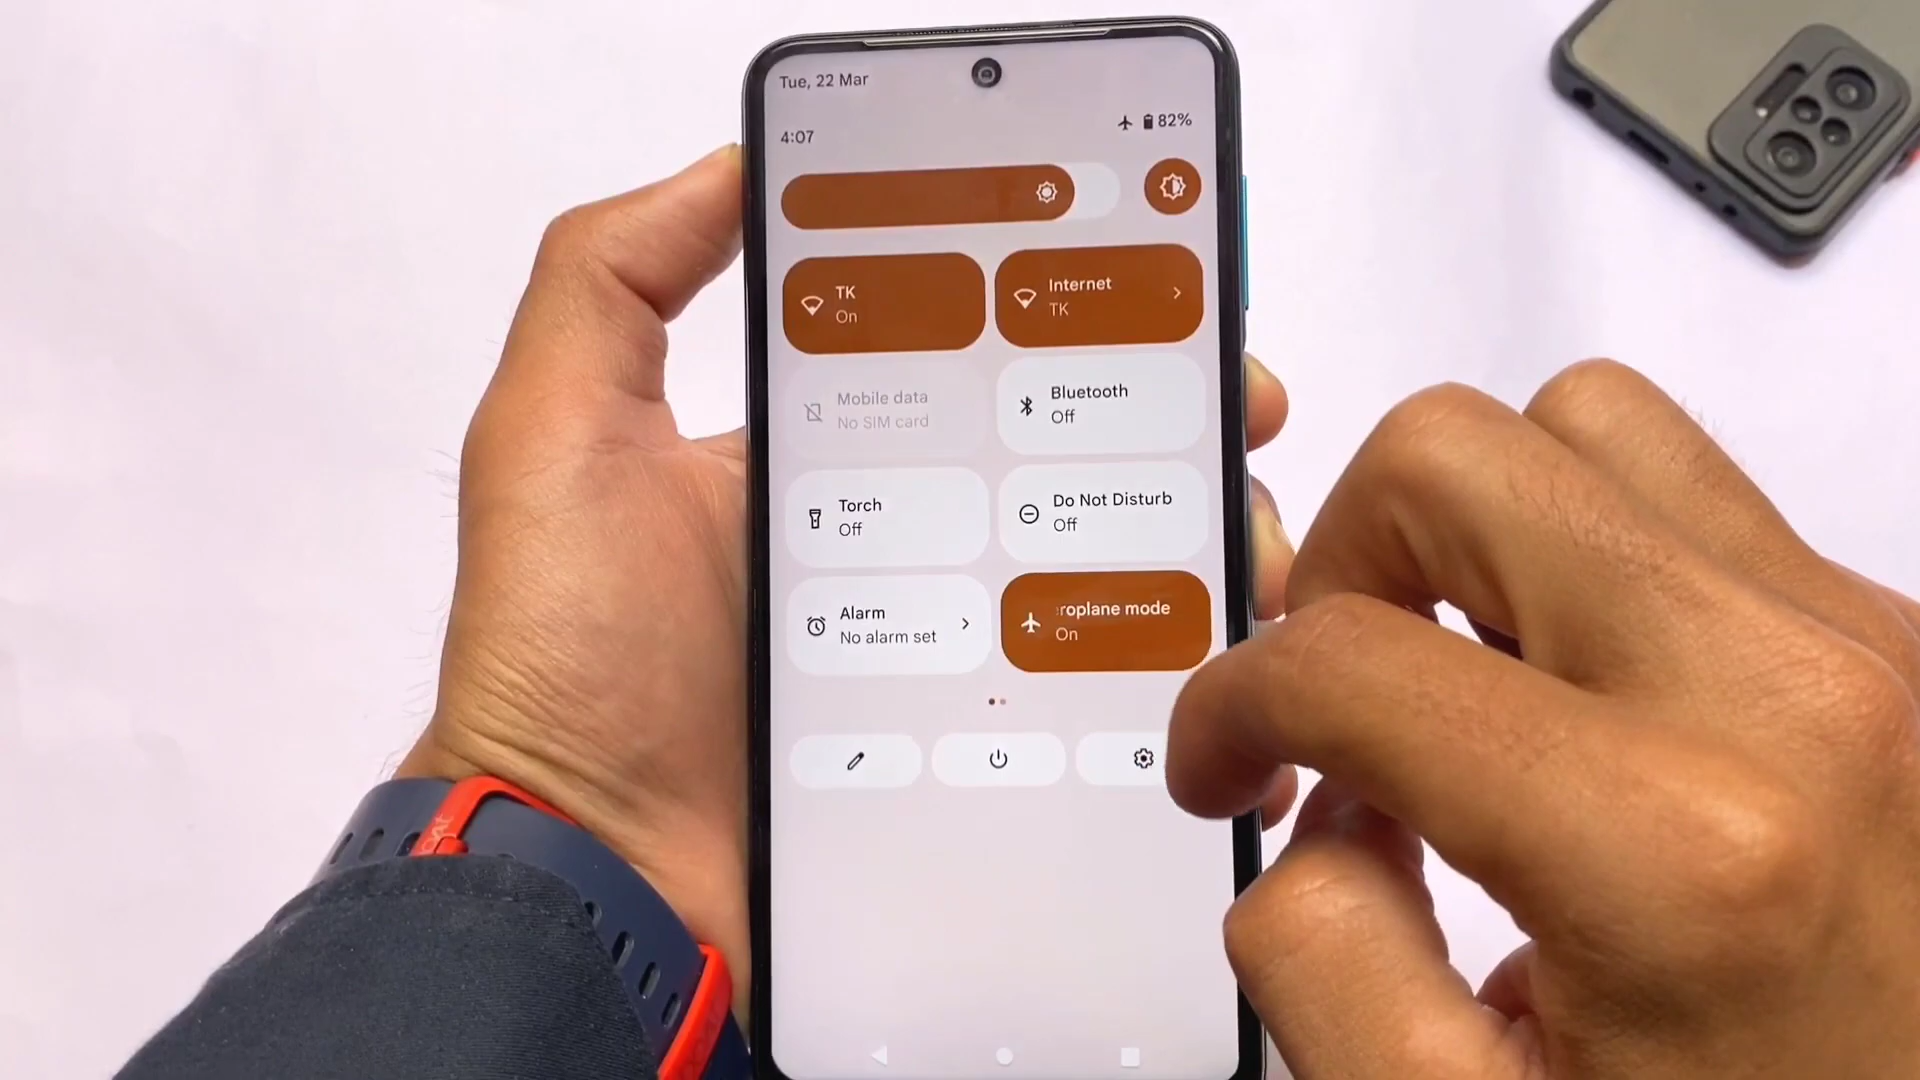 Tue, 22 Mar
4:07
82%
TK
On
Internet
TK
Mobile data
No SIM card
Bluetooth
Off
Torch
Off
Do Not Disturb
Off
Alarm
No alarm set
roplane mode
On